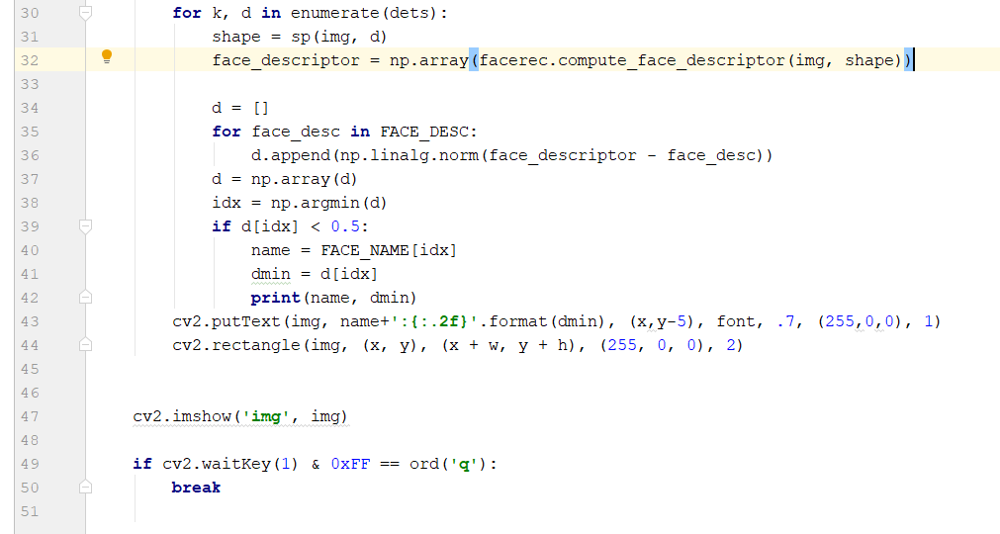 30 for k, d in enumerate(dets):
31 shape = sp(img, d)
32 face_descriptor = np.array(facerec.compute_face_descriptor(img, shape))
33
34 d = []
35 for face_desc in FACE_DESC:
36 d.append(np.linalg.norm(face_descriptor - face_desc))
37 d = np.array(d)
38 idx = np.argmin(d)
39 if d[idx] < 0.5:
40 name = FACE_NAME[idx]
41 dmin = d[idx]
42 print(name, dmin)
43 cv2.putText(img, name+':{:.2f}'.format(dmin), (x,y-5), font, .7, (255,0,0), 1)
44 cv2.rectangle(img, (x, y), (x + w, y + h), (255, 0, 0), 2)
45
46
47 cv2.imshow('img', img)
48
49 if cv2.waitKey(1) & 0xFF == ord('q'):
50 break
51